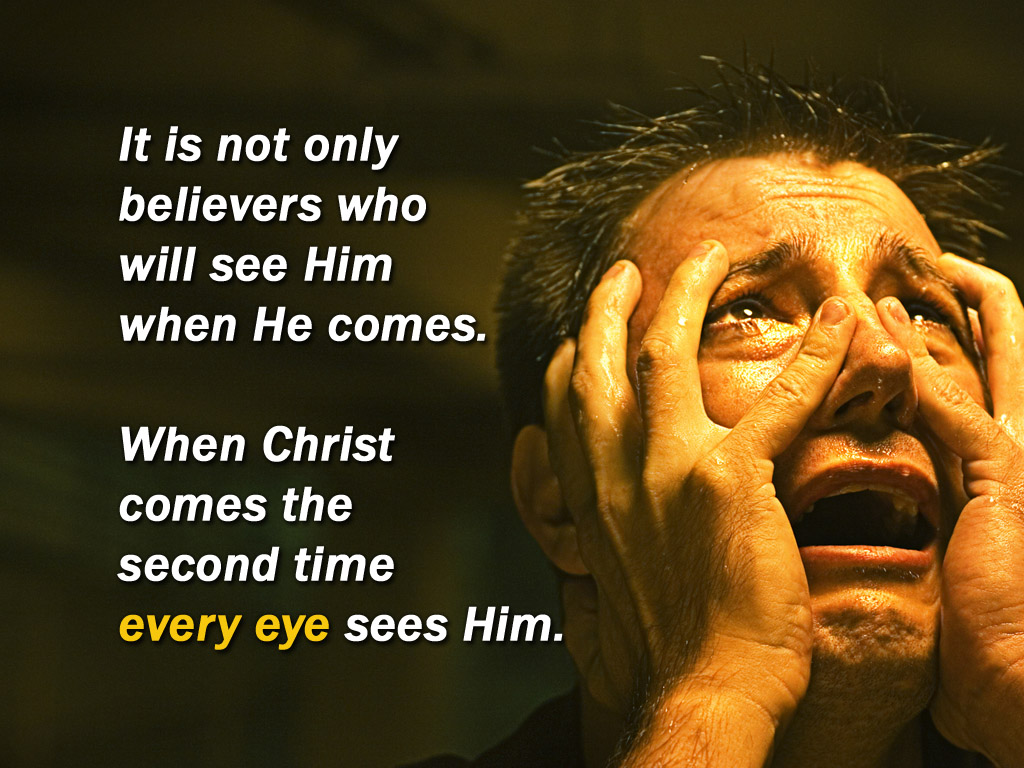 It is not only
believers who
will see Him
when He comes.
When Christ
comes the
second time
every eye sees Him.